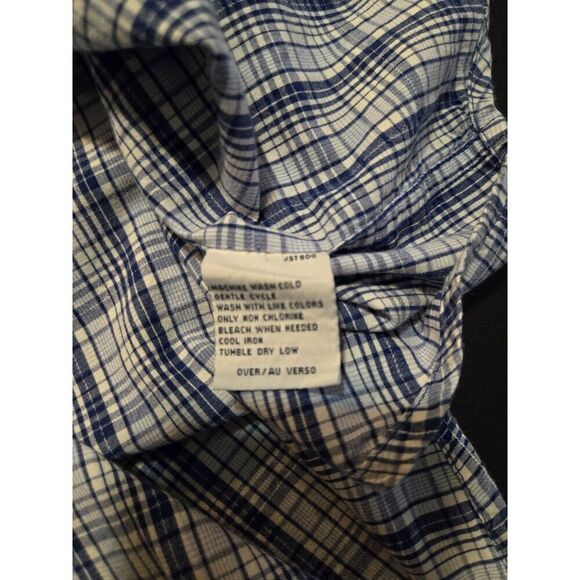 JST600
MACHINE WASH COLD
GENTLE CYCLE
WASH WITH LIKE COLORS
ONLY NON CHLORINE
BLEACH WHEN NEEDED
COOL IRON
TUMBLE DRY LOW
OVER/AU VERSO